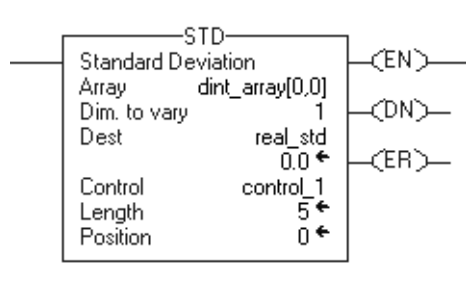 STD
Standard Deviation
EN
Array dint_array[0,0]
Dim. to vary 1
DN
Dest real_std
0.0
ER
Control control_1
Length 5
Position 0